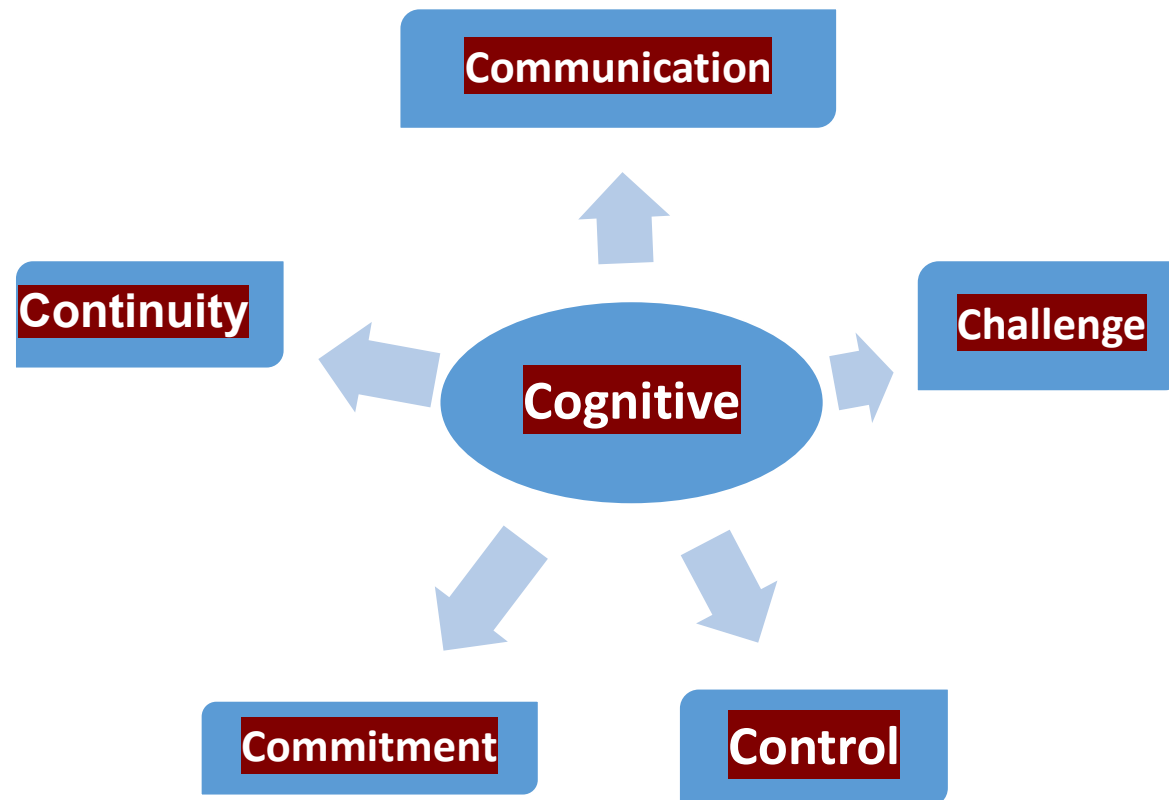 Communication
Continuity
Challenge
Cognitive
Commitment
Control